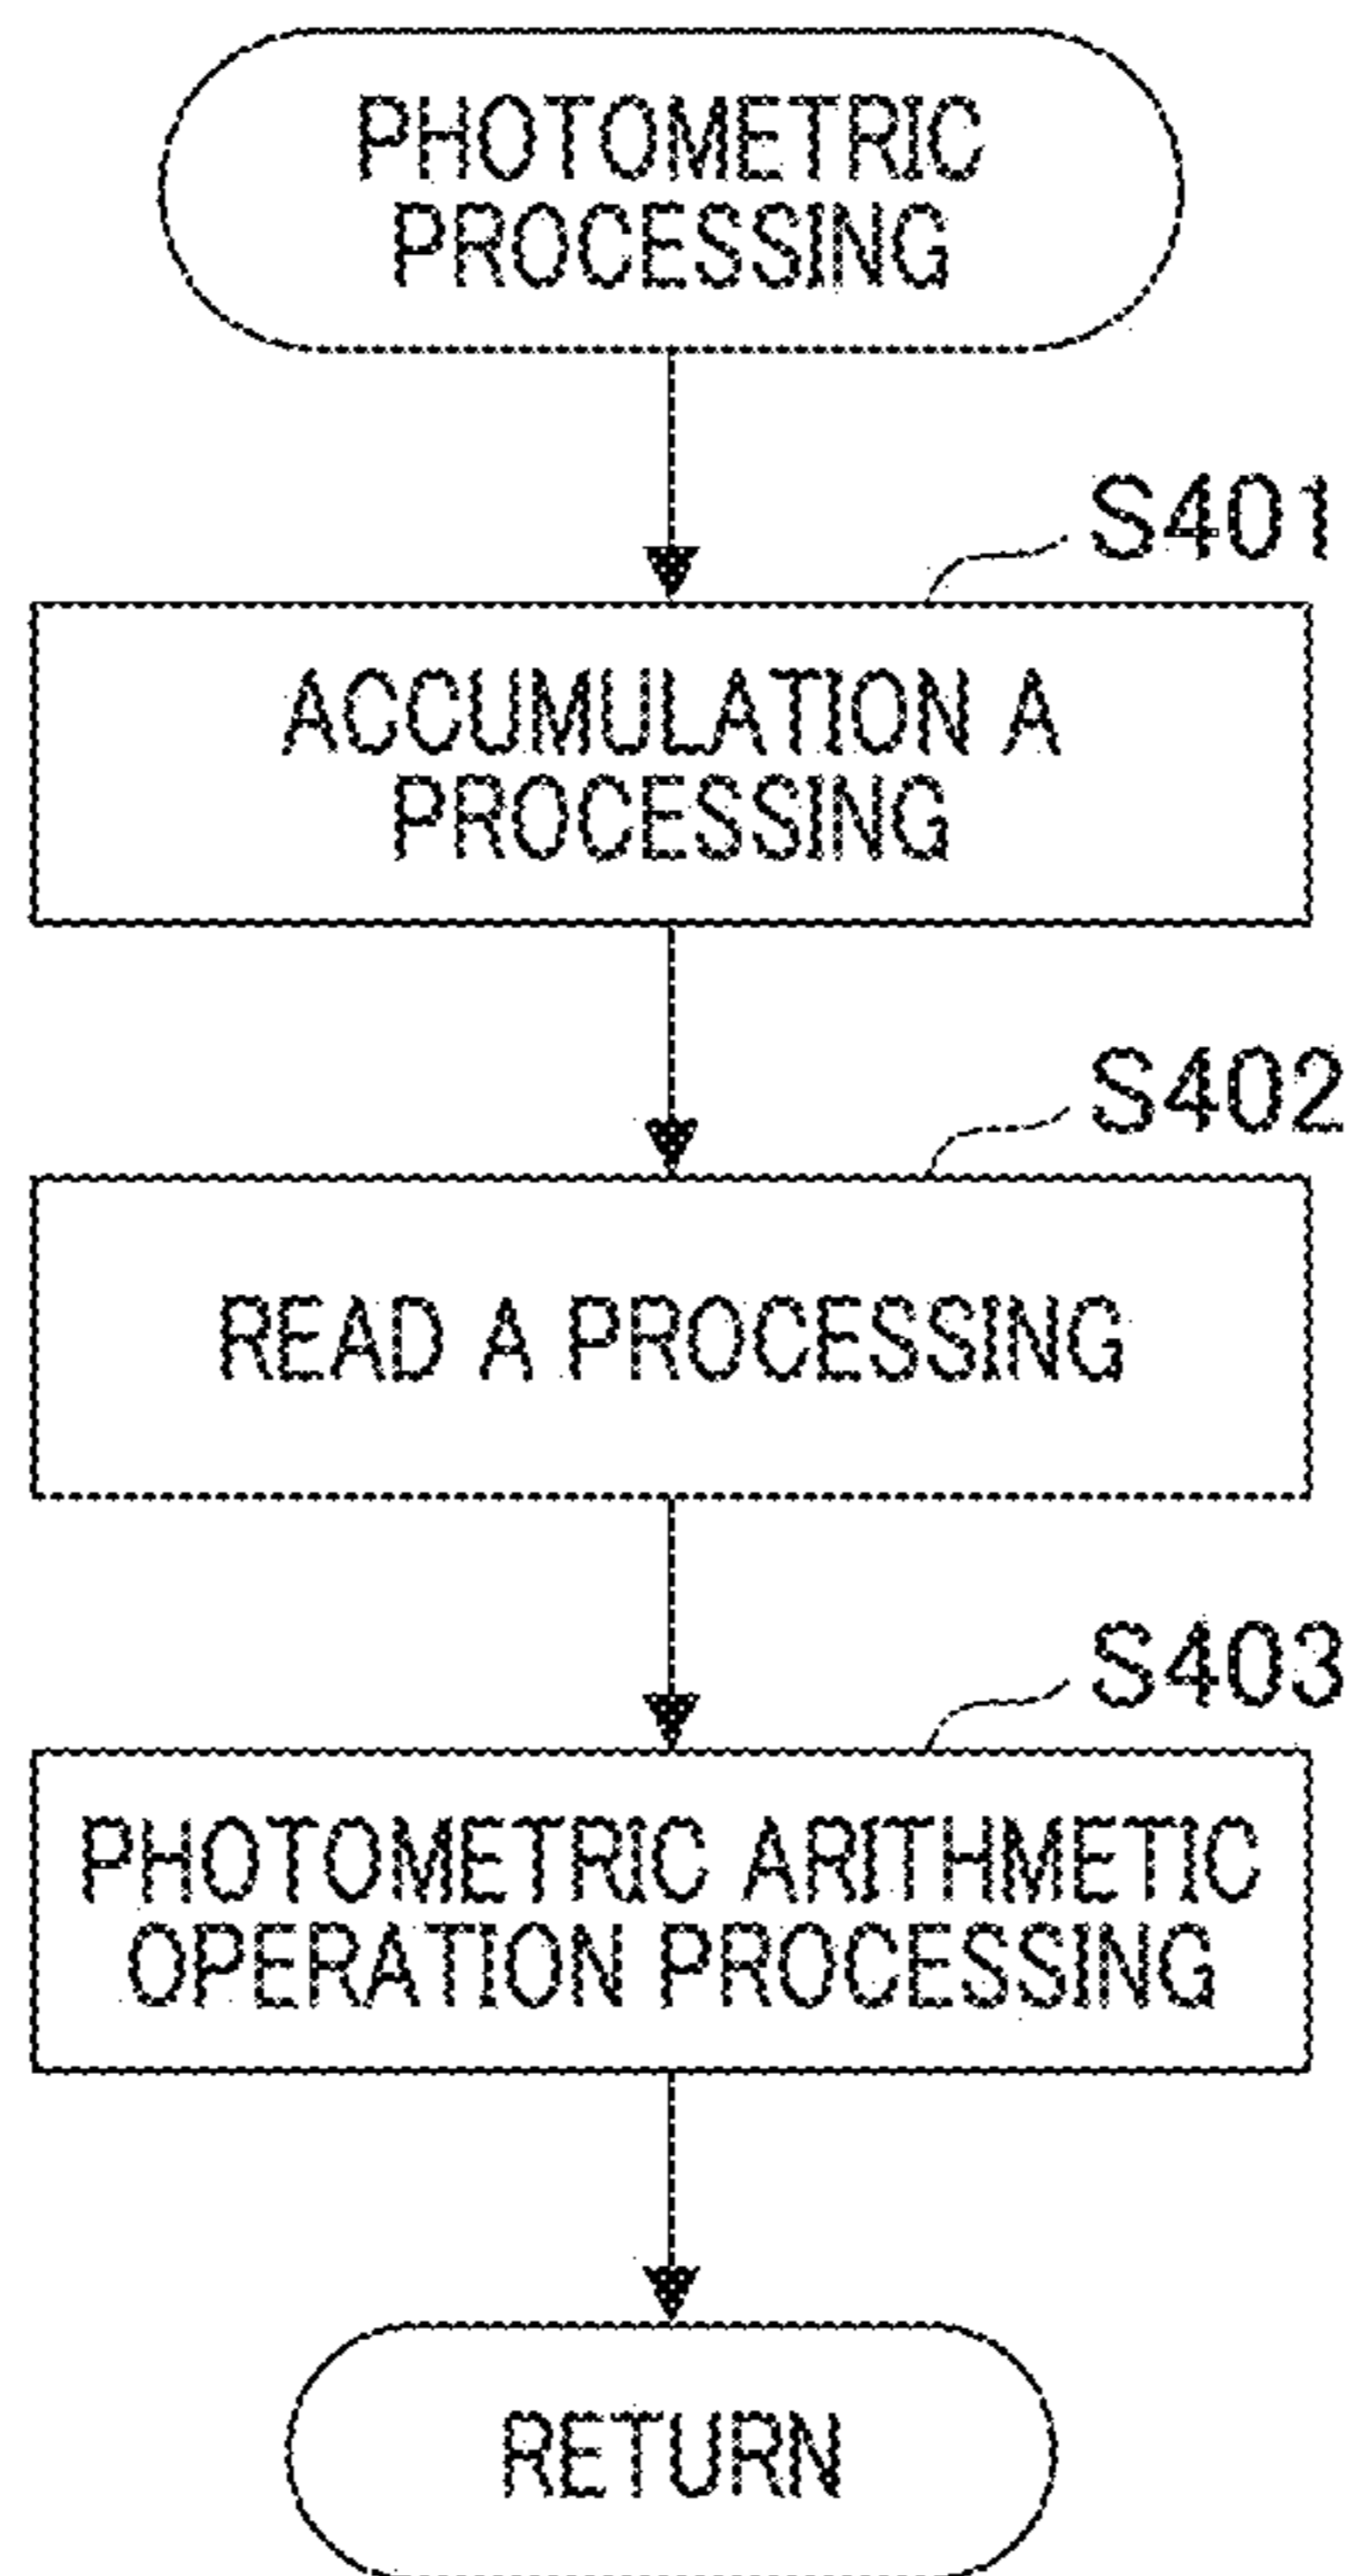 PHOTOMETRIC
PROCESSING
S401
ACCUMULATION A
PROCESSING
S402
READ A PROCESSING
S403
PHOTOMETRIC ARITHMETIC
OPERATION PROCESSING
RETURN